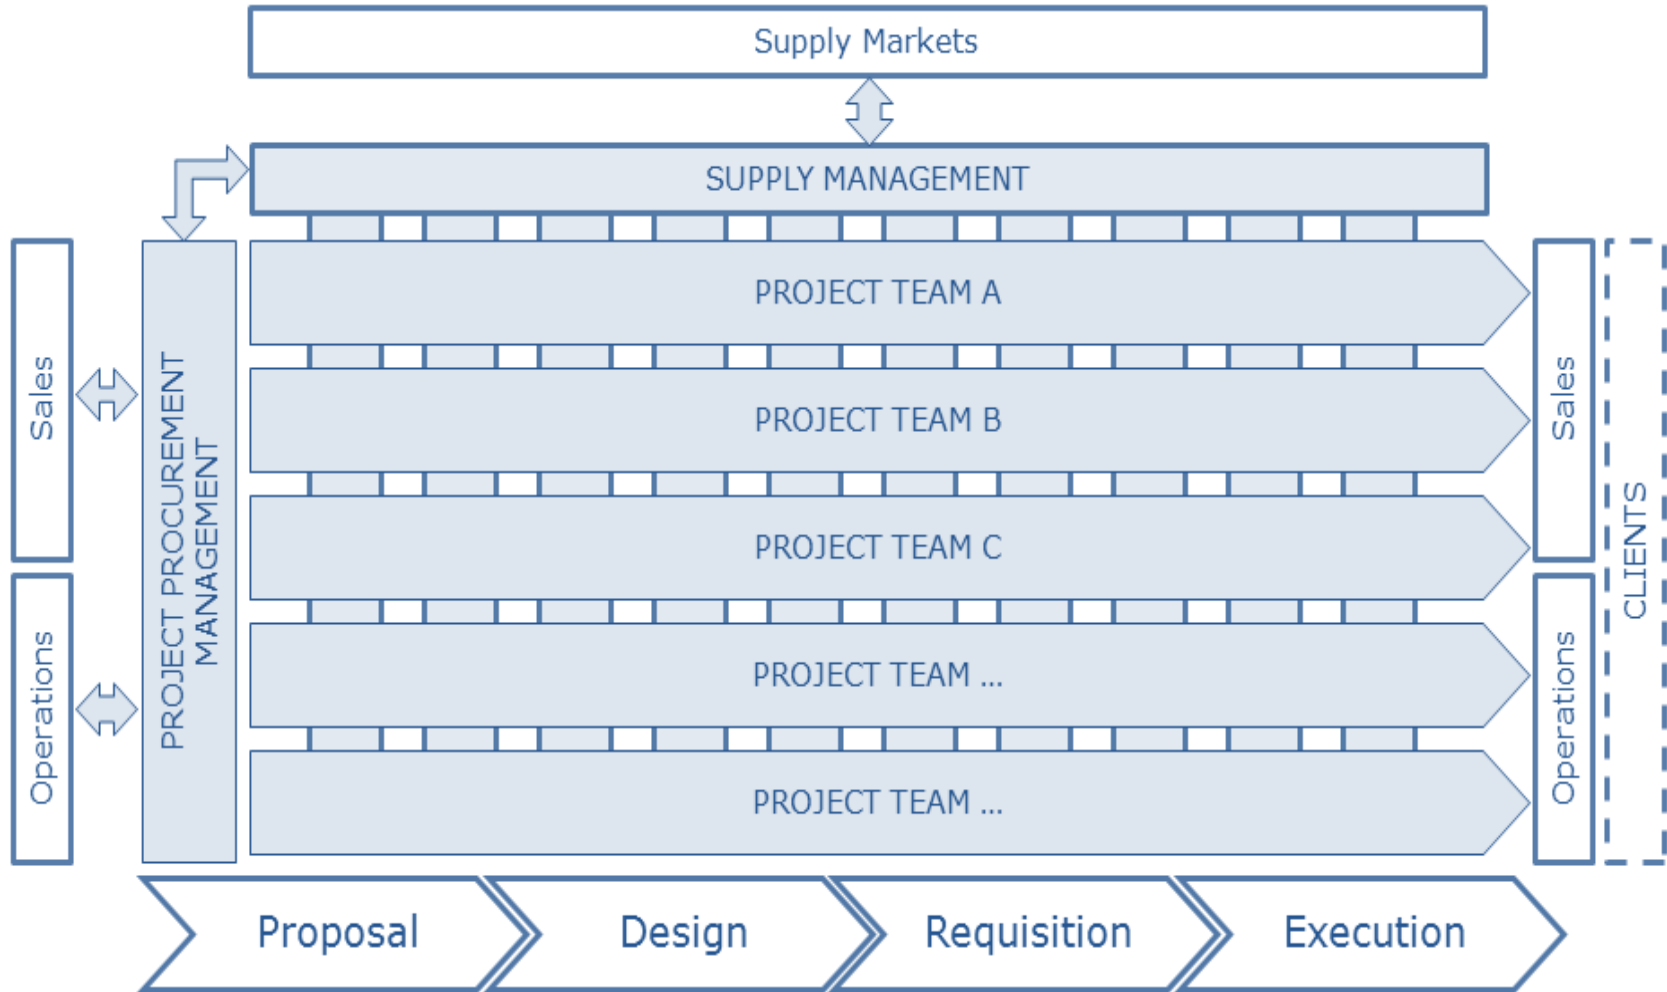 Supply Markets
SUPPLY MANAGEMENT
Sales
Operations
PROJECT PROCUREMENT
MANAGEMENT
PROJECT TEAM A
PROJECT TEAM B
PROJECT TEAM C
PROJECT TEAM ...
PROJECT TEAM ...
Sales
Operations
CLIENTS
Proposal
Design
Requisition
Execution